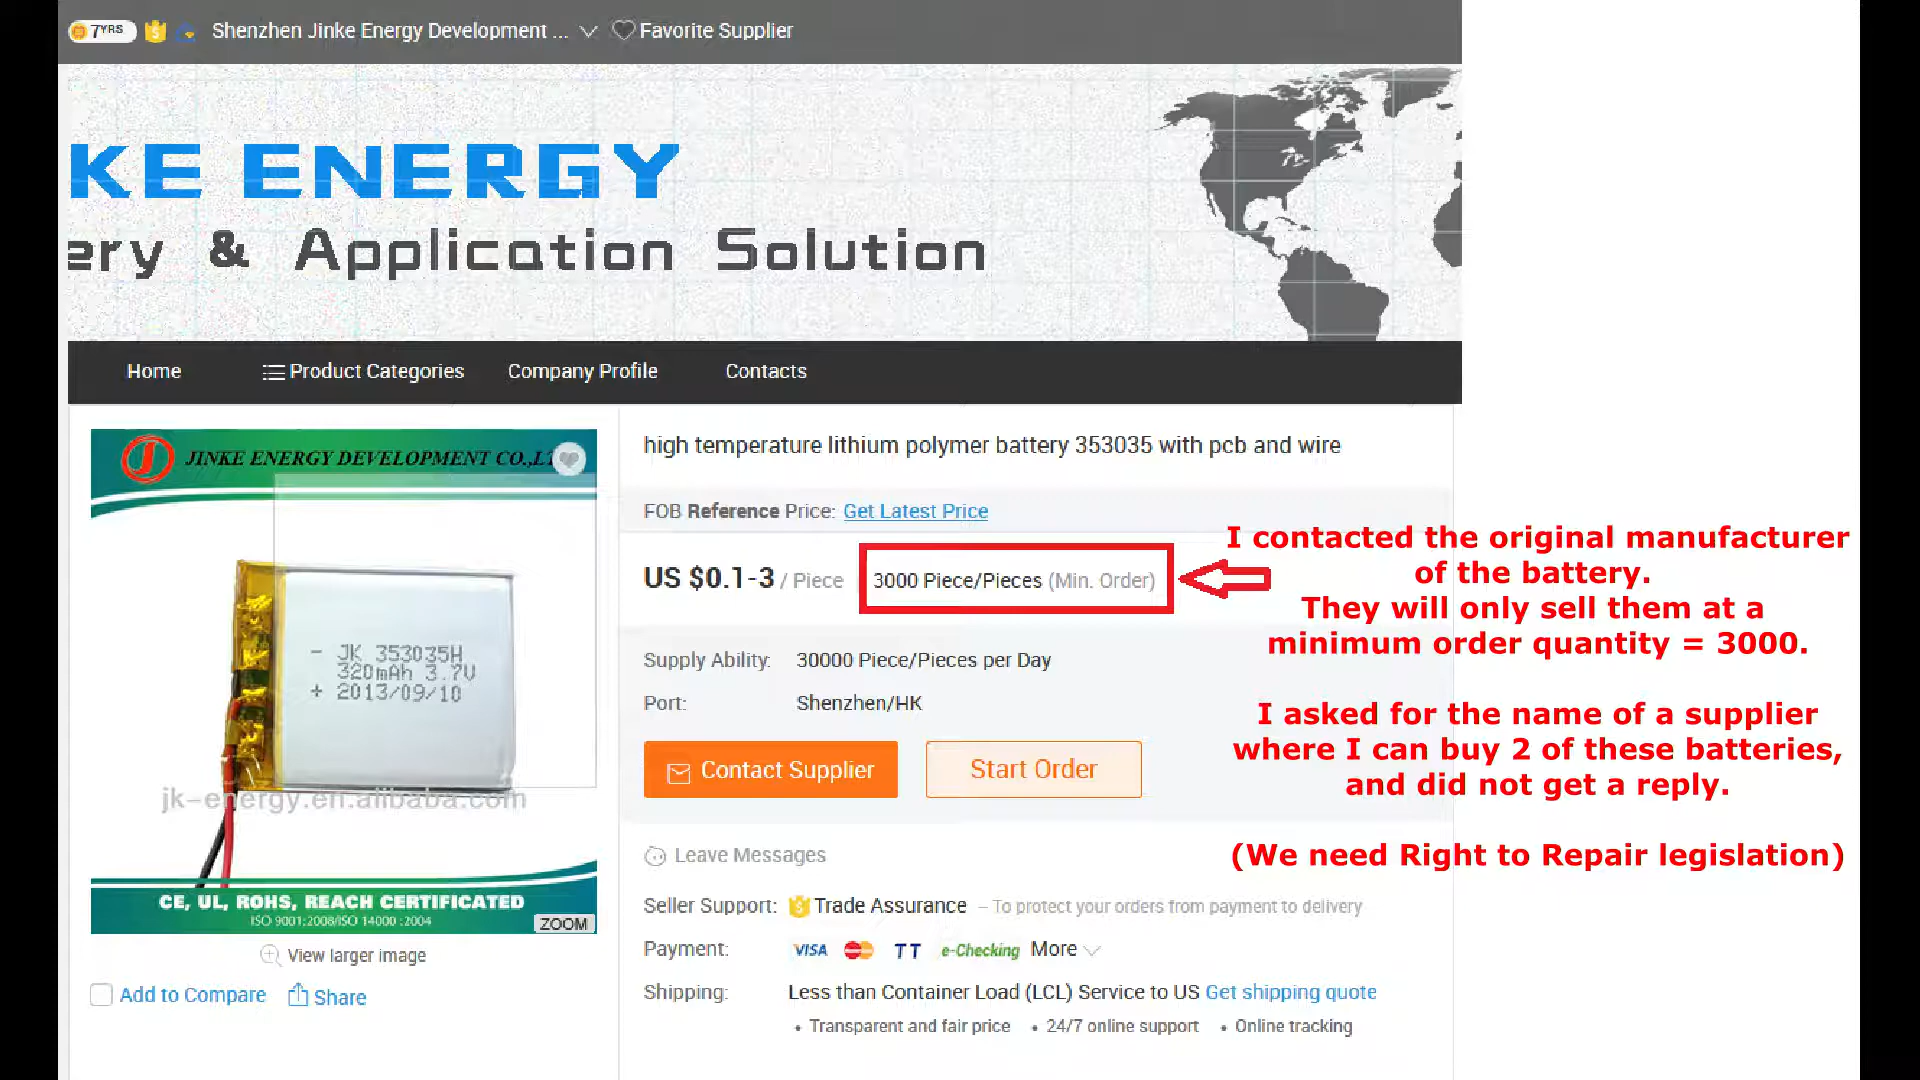 7YRS Shenzhen Jinke Energy Development ... Favorite Supplier
KE ENERGY
ery & Application Solution
Home Product Categories Company Profile Contacts
JINKE ENERGY DEVELOPMENT CO.,LT
- JK 353035H
320mAh 3.7V
+ 2013/09/10
jk-energy.en.alibaba.com
CE, UL, ROHS, REACH CERTIFICATED
ISO 9001:2008/ISO 14000 :2004
ZOOM
View larger image
Add to Compare Share
high temperature lithium polymer battery 353035 with pcb and wire
FOB Reference Price: Get Latest Price
US $0.1-3 / Piece 3000 Piece/Pieces (Min. Order)
Supply Ability: 30000 Piece/Pieces per Day
Port: Shenzhen/HK
Contact Supplier Start Order
Leave Messages
Seller Support: Trade Assurance – To protect your orders from payment to delivery
Payment: VISA TT e-Checking More
Shipping: Less than Container Load (LCL) Service to US Get shipping quote
• Transparent and fair price • 24/7 online support • Online tracking
I contacted the original manufacturer
of the battery.
They will only sell them at a
minimum order quantity = 3000.
I asked for the name of a supplier
where I can buy 2 of these batteries,
and did not get a reply.
(We need Right to Repair legislation)